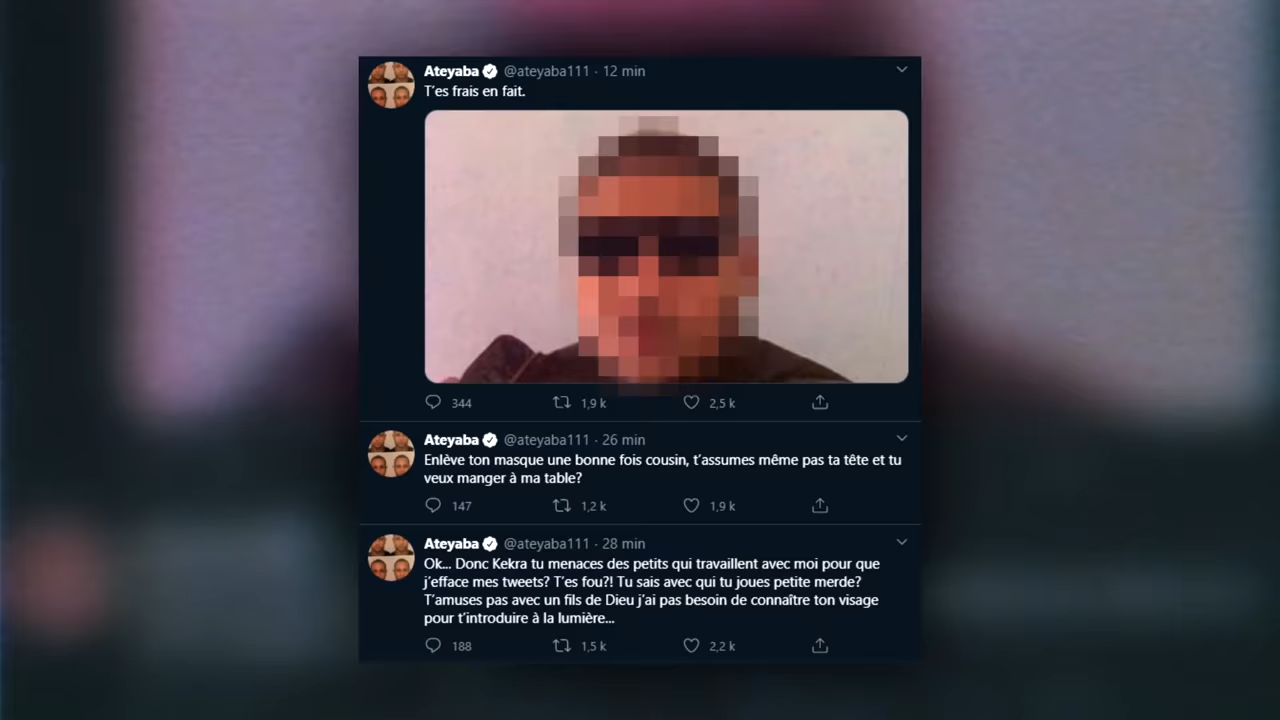 Ateyaba @ateyaba111 · 12 min
T'es frais en fait.
344 1,9 k 2,5 k
Ateyaba @ateyaba111 · 26 min
Enlève ton masque une bonne fois cousin, t'assumes même pas ta tête et tu
veux manger à ma table?
147 1,2 k 1,9 k
Ateyaba @ateyaba111 · 28 min
Ok... Donc Kekra tu menaces des petits qui travaillent avec moi pour que
j'efface mes tweets? T'es fou?! Tu sais avec qui tu joues petite merde?
T'amuses pas avec un fils de Dieu j'ai pas besoin de connaître ton visage
pour t'introduire à la lumière...
188 1,5 k 2,2 k